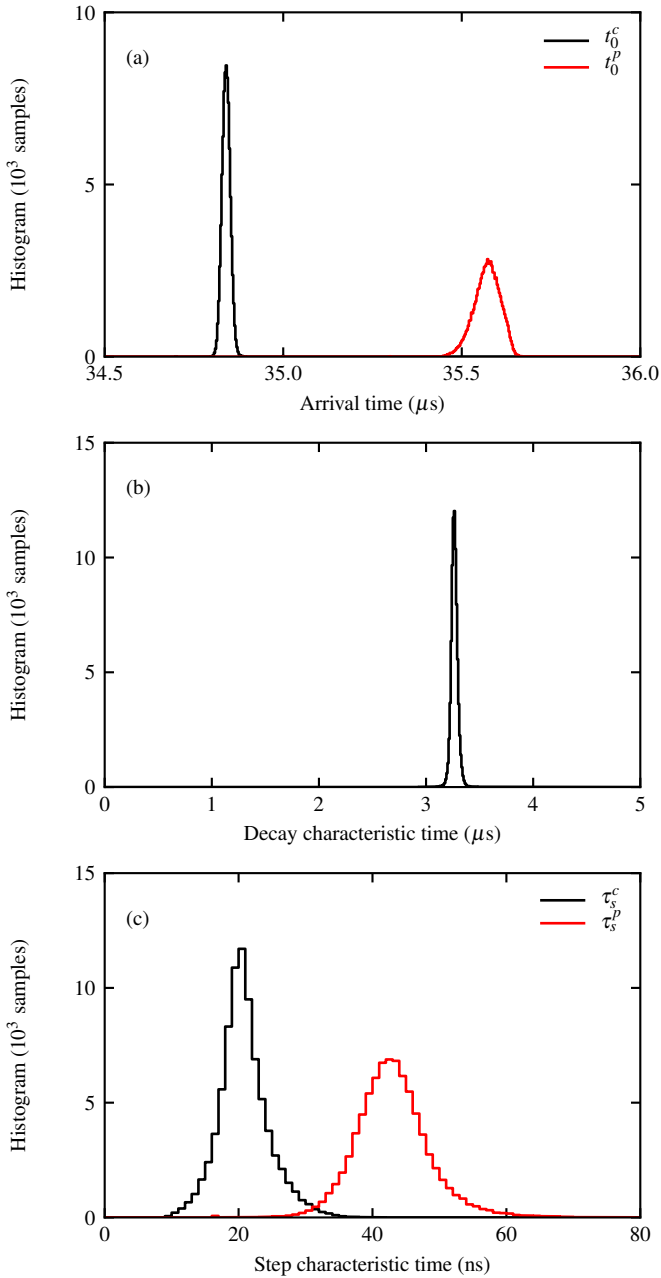 10
(a)
t_0^c
t_0^p
5
0
34.5 35.0 35.5 36.0
Histogram (10^3 samples)
Arrival time (μs)
15
(b)
10
5
0
0 1 2 3 4 5
Histogram (10^3 samples)
Decay characteristic time (μs)
15
(c)
τ_s^c
τ_s^p
10
5
0
0 20 40 60 80
Histogram (10^3 samples)
Step characteristic time (ns)